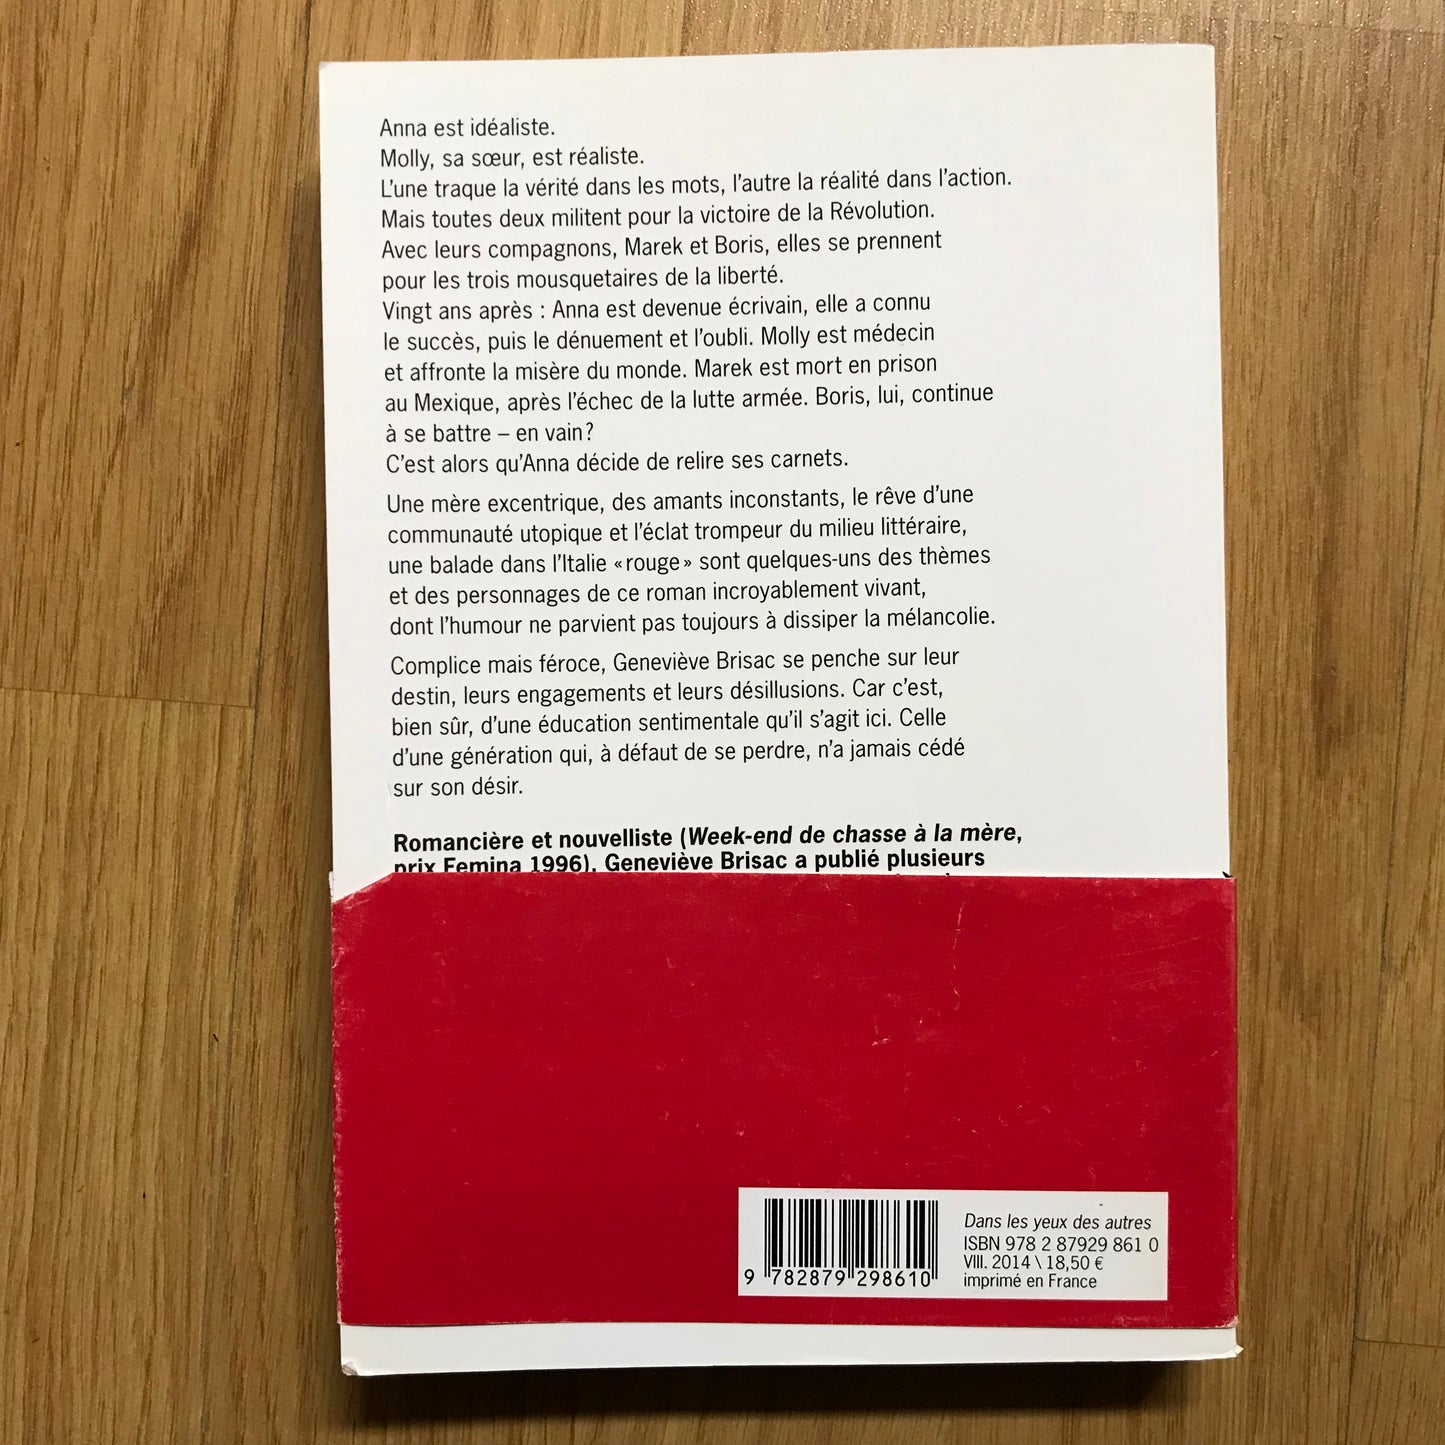 Anna est idéaliste.
Molly, sa sœur, est réaliste.
L'une traque la vérité dans les mots, l'autre la réalité dans l'action.
Mais toutes deux militent pour la victoire de la Révolution.
Avec leurs compagnons, Marek et Boris, elles se prennent
pour les trois mousquetaires de la liberté.
Vingt ans après : Anna est devenue écrivain, elle a connu
le succès, puis le dénuement et l'oubli. Molly est médecin
et affronte la misère du monde. Marek est mort en prison
au Mexique, après l'échec de la lutte armée. Boris, lui, continue
à se battre – en vain?
C'est alors qu'Anna décide de relire ses carnets.
Une mère excentrique, des amants inconstants, le rêve d'une
communauté utopique et l'éclat trompeur du milieu littéraire,
une balade dans l'Italie «rouge» sont quelques-uns des thèmes
et des personnages de ce roman incroyablement vivant,
dont l'humour ne parvient pas toujours à dissiper la mélancolie.
Complice mais féroce, Geneviève Brisac se penche sur leur
destin, leurs engagements et leurs désillusions. Car c'est,
bien sûr, d'une éducation sentimentale qu'il s'agit ici. Celle
d'une génération qui, à défaut de se perdre, n'a jamais cédé
sur son désir.
Romancière et nouvelliste (Week-end de chasse à la mère,
prix Femina 1996), Geneviève Brisac a publié plusieurs
Dans les yeux des autres
ISBN 978 2 87929 861 0
VIII. 2014 \ 18,50 €
imprimé en France
9 782879 298610